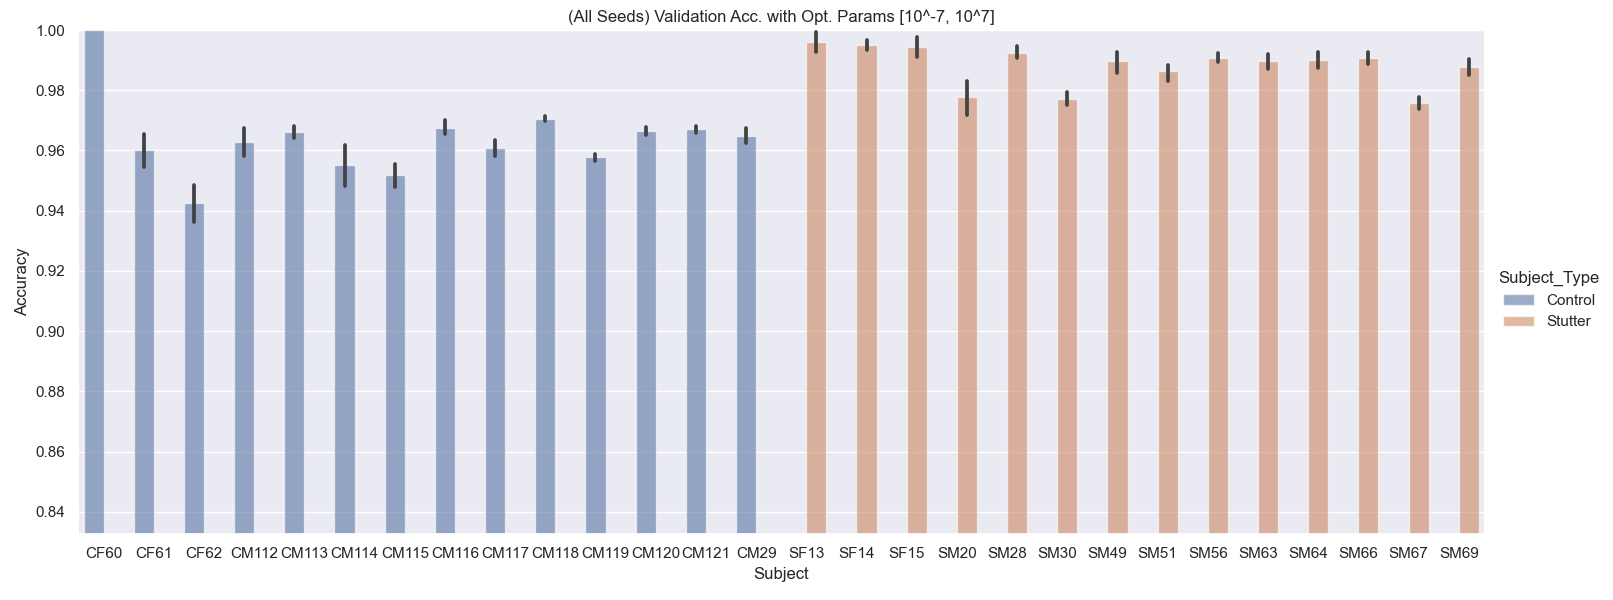 (All Seeds) Validation Acc. with Opt. Params [10^-7, 10^7]
1.00
0.98
0.96
0.94
0.92
0.90
0.88
0.86
0.84
Accuracy
CF60 CF61 CF62 CM112 CM113 CM114 CM115 CM116 CM117 CM118 CM119 CM120 CM121 CM29 SF13 SF14 SF15 SM20 SM28 SM30 SM49 SM51 SM56 SM63 SM64 SM66 SM67 SM69
Subject
Subject_Type
Control
Stutter